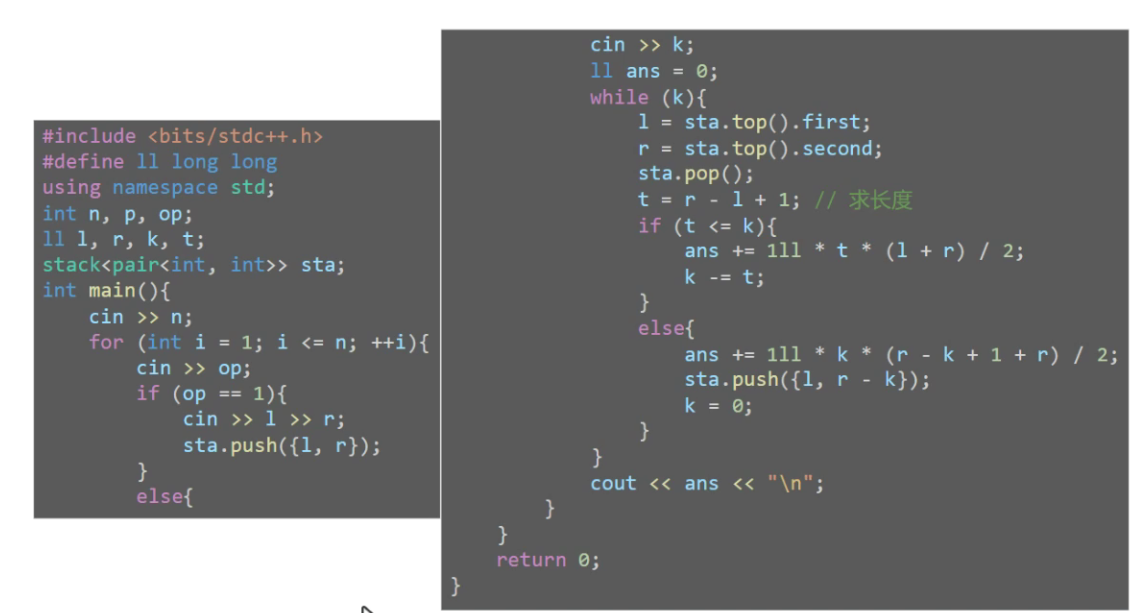 #include <bits/stdc++.h>
#define ll long long
using namespace std;
int n, p, op;
ll l, r, k, t;
stack<pair<int, int>> sta;
int main(){
    cin >> n;
    for (int i = 1; i <= n; ++i){
        cin >> op;
        if (op == 1){
            cin >> l >> r;
            sta.push({l, r});
        }
        else{
            cin >> k;
            ll ans = 0;
            while (k){
                l = sta.top().first;
                r = sta.top().second;
                sta.pop();
                t = r - l + 1; // 求长度
                if (t <= k){
                    ans += 1ll * t * (l + r) / 2;
                    k -= t;
                }
                else{
                    ans += 1ll * k * (r - k + 1 + r) / 2;
                    sta.push({l, r - k});
                    k = 0;
                }
            }
            cout << ans << "\n";
        }
    }
    return 0;
}